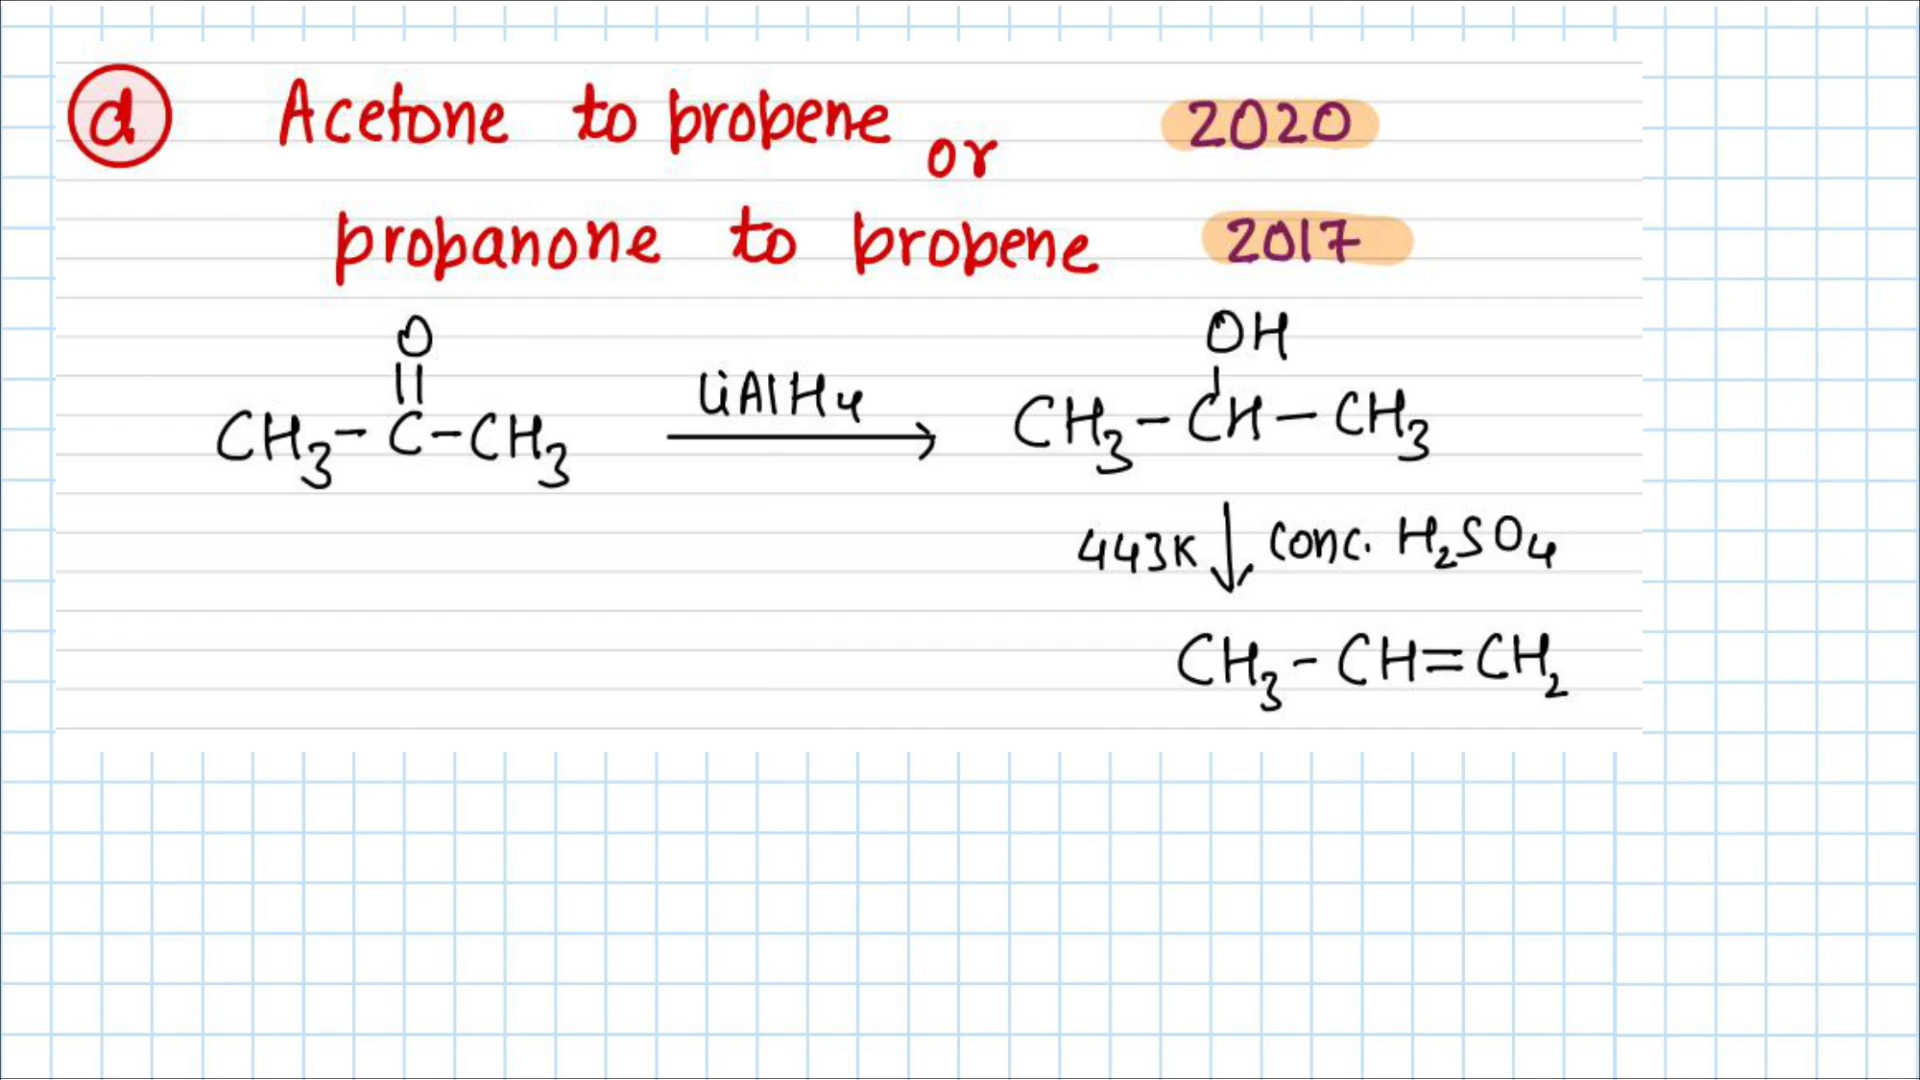 d Acetone to propene or 2020
propanone to propene 2017
O OH
||
CH₃-C-CH₃ LiAlH₄ → CH₃-CH-CH₃
443K ↓ conc. H₂SO₄
CH₃-CH=CH₂